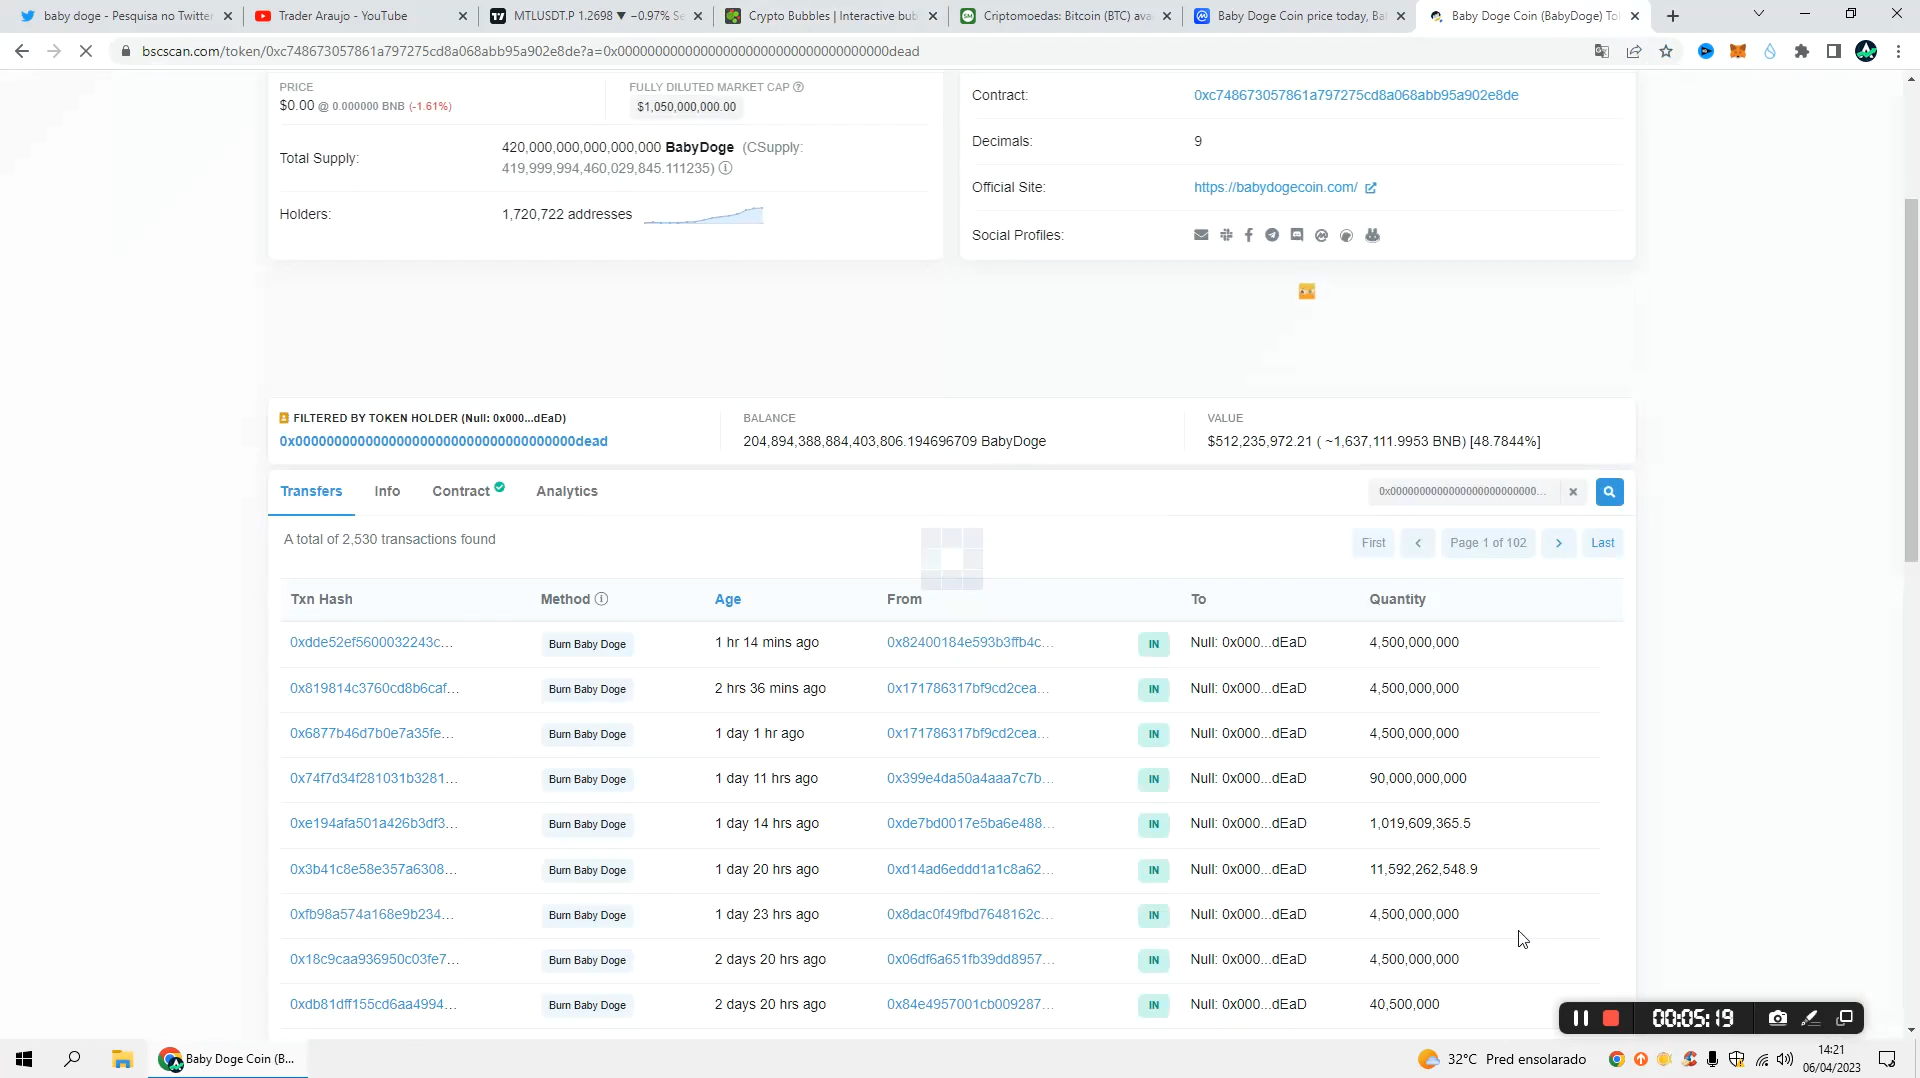 baby doge - Pesquisa no Twitter
Trader Araujo - YouTube
MTLUSDT.P 1.2698 ▼ −0.97% Se
Crypto Bubbles | Interactive bub
Criptomoedas: Bitcoin (BTC) ava
Baby Doge Coin price today, Ba
Baby Doge Coin (BabyDoge) To
bscscan.com/token/0xc748673057861a797275cd8a068abb95a902e8de?a=0x000000000000000000000000000000000000dead
PRICE
$0.00 @ 0.000000 BNB (-1.61%)
FULLY DILUTED MARKET CAP
$1,050,000,000.00
Total Supply:
420,000,000,000,000,000 BabyDoge (CSupply:
419,999,994,460,029,845.111235)
Holders:
1,720,722 addresses
Contract:
0xc748673057861a797275cd8a068abb95a902e8de
Decimals:
9
Official Site:
https://babydogecoin.com/
Social Profiles:
FILTERED BY TOKEN HOLDER (Null: 0x000...dEaD)
0x000000000000000000000000000000000000dead
BALANCE
204,894,388,884,403,806.194696709 BabyDoge
VALUE
$512,235,972.21 ( ~1,637,111.9953 BNB) [48.7844%]
Transfers Info Contract Analytics
0x0000000000000000000000000...
A total of 2,530 transactions found
First Page 1 of 102 Last
Txn Hash Method Age From To Quantity
0xdde52ef5600032243c... Burn Baby Doge 1 hr 14 mins ago 0x82400184e593b3ffb4c... IN Null: 0x000...dEaD 4,500,000,000
0x819814c3760cd8b6caf... Burn Baby Doge 2 hrs 36 mins ago 0x171786317bf9cd2cea... IN Null: 0x000...dEaD 4,500,000,000
0x6877b46d7b0e7a35fe... Burn Baby Doge 1 day 1 hr ago 0x171786317bf9cd2cea... IN Null: 0x000...dEaD 4,500,000,000
0x74f7d34f281031b3281... Burn Baby Doge 1 day 11 hrs ago 0x399e4da50a4aaa7c7b... IN Null: 0x000...dEaD 90,000,000,000
0xe194afa501a426b3df3... Burn Baby Doge 1 day 14 hrs ago 0xde7bd0017e5ba6e488... IN Null: 0x000...dEaD 1,019,609,365.5
0x3b41c8e58e357a6308... Burn Baby Doge 1 day 20 hrs ago 0xd14ad6eddd1a1c8a62... IN Null: 0x000...dEaD 11,592,262,548.9
0xfb98a574a168e9b234... Burn Baby Doge 1 day 23 hrs ago 0x8dac0f49fbd7648162c... IN Null: 0x000...dEaD 4,500,000,000
0x18c9caa936950c03fe7... Burn Baby Doge 2 days 20 hrs ago 0x06df6a651fb39dd8957... IN Null: 0x000...dEaD 4,500,000,000
0xdb81dff155cd6aa4994... Burn Baby Doge 2 days 20 hrs ago 0x84e4957001cb009287... IN Null: 0x000...dEaD 40,500,000
00:05:19
Baby Doge Coin (B...
32°C Pred ensolarado
14:21
06/04/2023